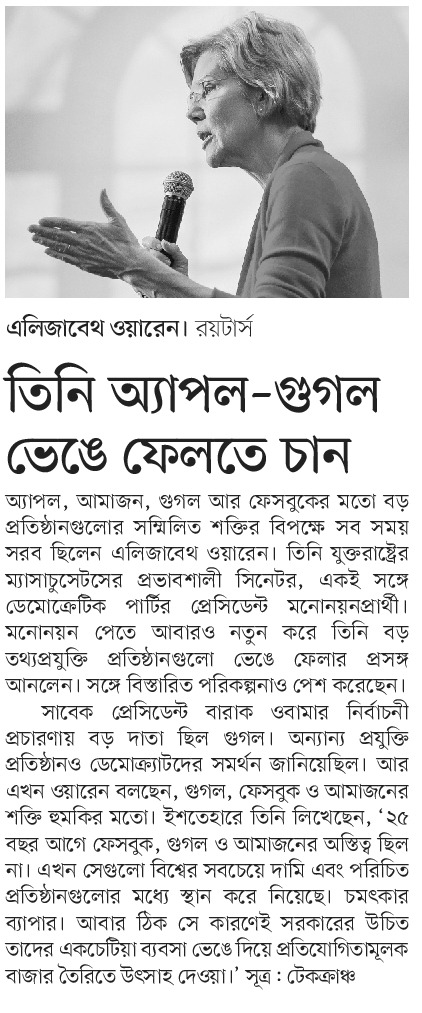 এলিজাবেথ ওয়ারেন। রয়টার্স
তিনি অ্যাপল-গুগল
ভেঙে ফেলতে চান
অ্যাপল, আমাজন, গুগল আর ফেসবুকের মতো বড়
প্রতিষ্ঠানগুলোর সম্মিলিত শক্তির বিপক্ষে সব সময়
সরব ছিলেন এলিজাবেথ ওয়ারেন। তিনি যুক্তরাষ্ট্রের
ম্যাসাচুসেটসের প্রভাবশালী সিনেটর, একই সঙ্গে
ডেমোক্রেটিক পার্টির প্রেসিডেন্ট মনোনয়নপ্রার্থী।
মনোনয়ন পেতে আবারও নতুন করে তিনি বড়
তথ্যপ্রযুক্তি প্রতিষ্ঠানগুলো ভেঙে ফেলার প্রসঙ্গ
আনলেন। সঙ্গে বিস্তারিত পরিকল্পনাও পেশ করেছেন।
সাবেক প্রেসিডেন্ট বারাক ওবামার নির্বাচনী
প্রচারণায় বড় দাতা ছিল গুগল। অন্যান্য প্রযুক্তি
প্রতিষ্ঠানও ডেমোক্র্যাটদের সমর্থন জানিয়েছিল। আর
এখন ওয়ারেন বলছেন, গুগল, ফেসবুক ও আমাজনের
শক্তি হুমকির মতো। ইশতেহারে তিনি লিখেছেন, ‘২৫
বছর আগে ফেসবুক, গুগল ও আমাজনের অস্তিত্ব ছিল
না। এখন সেগুলো বিশ্বের সবচেয়ে দামি এবং পরিচিত
প্রতিষ্ঠানগুলোর মধ্যে স্থান করে নিয়েছে। চমৎকার
ব্যাপার। আবার ঠিক সে কারণেই সরকারের উচিত
তাদের একচেটিয়া ব্যবসা ভেঙে দিয়ে প্রতিযোগিতামূলক
বাজার তৈরিতে উৎসাহ দেওয়া।’ সূত্র : টেকক্রাঞ্চ